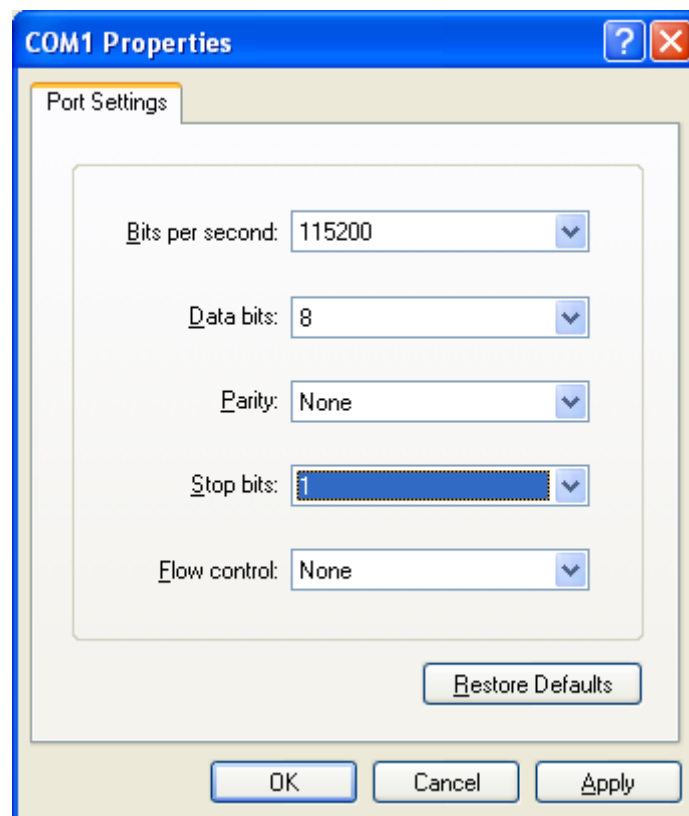 COM1 Properties
?
Port Settings
Bits per second: 115200
Data bits: 8
Parity: None
Stop bits: 1
Flow control: None
Restore Defaults
OK Cancel Apply